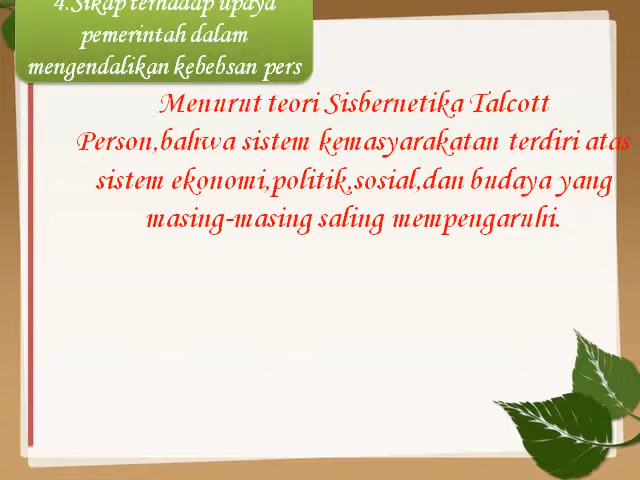 4.Sikap terhadap upaya
pemerintah dalam
mengendalikan kebebsan pers
Menurut teori Sisbernetika Talcott
Person,bahwa sistem kemasyarakatan terdiri atas
sistem ekonomi,politik,sosial,dan budaya yang
masing-masing saling mempengaruhi.